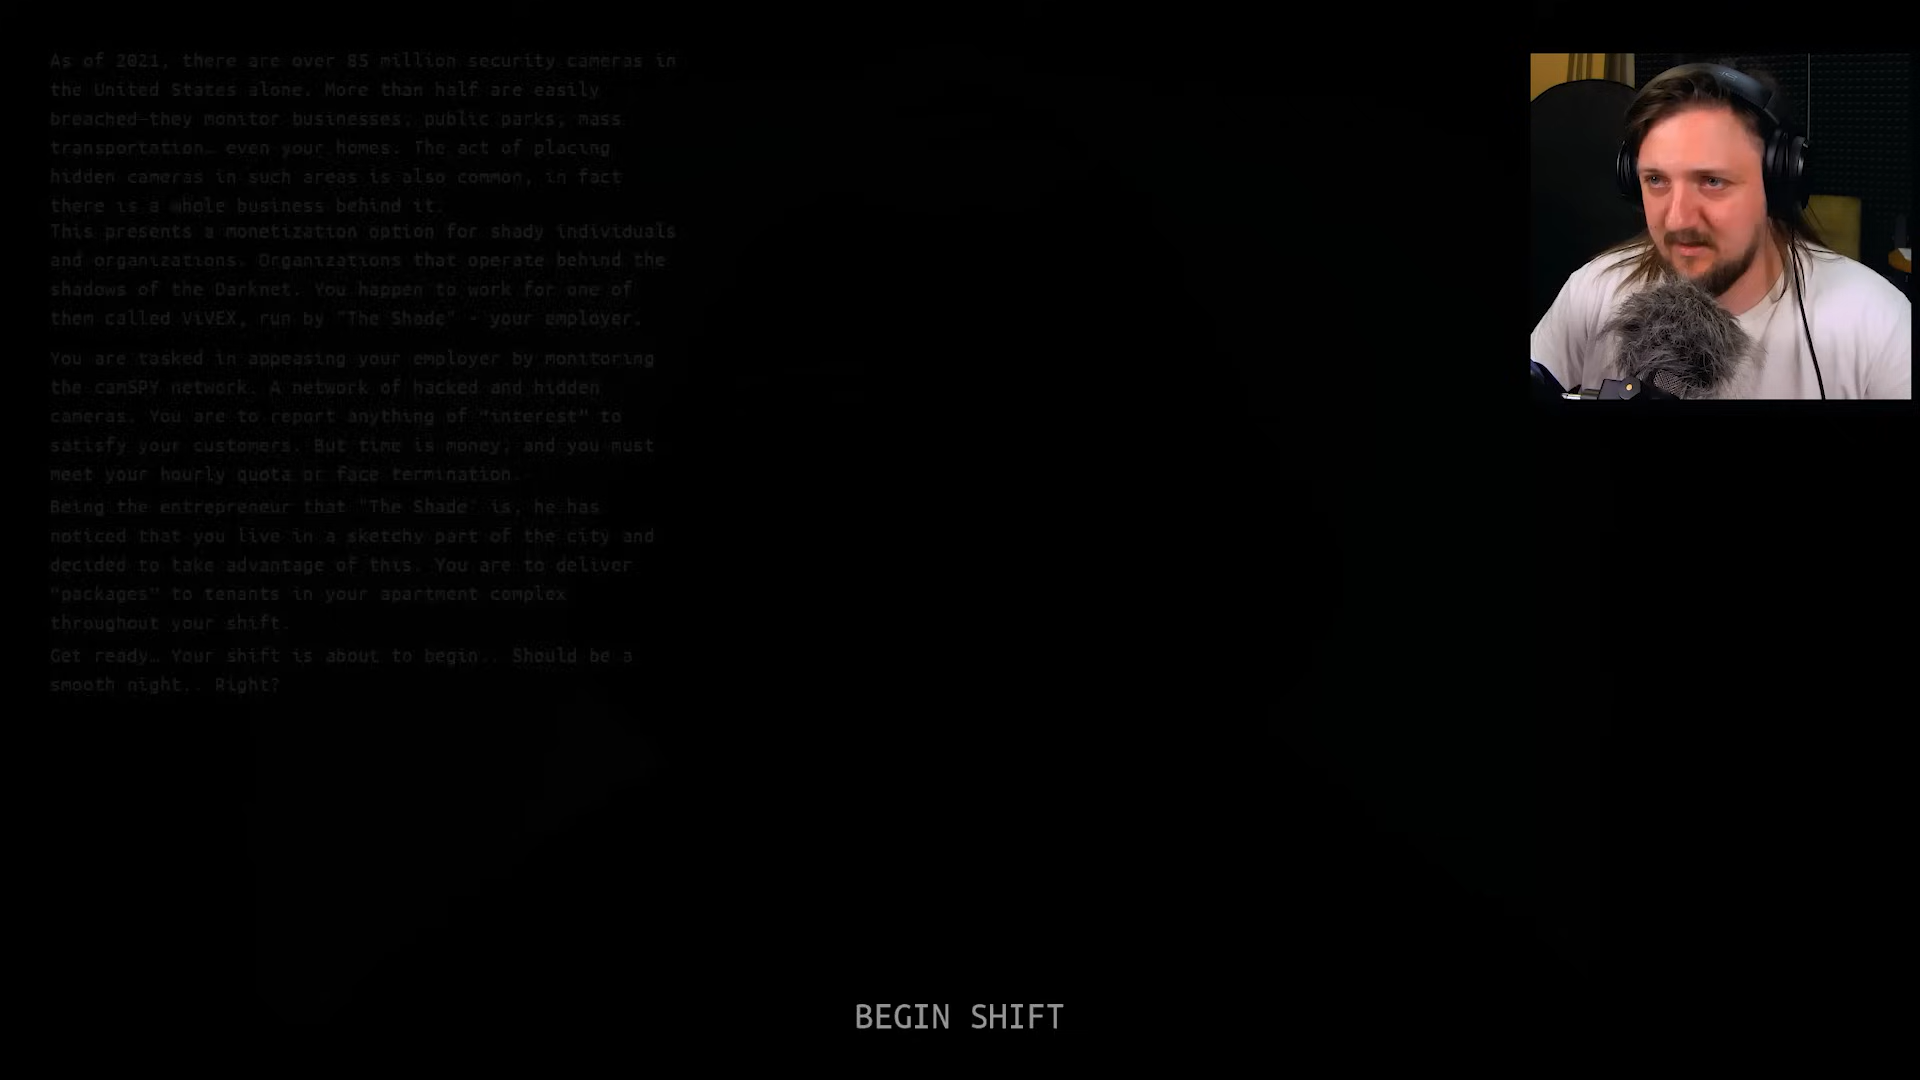 As of 2021, there are over 85 million security cameras in
the United States alone. More than half are easily
breached—they monitor businesses, public parks, mass
transportation… even your homes. The act of placing
hidden cameras in such areas is also common, in fact
there is a whole business behind it.
This presents a monetization option for shady individuals
and organizations. Organizations that operate behind the
shadows of the Darknet. You happen to work for one of
them called ViVEX, run by "The Shade" - your employer.
You are tasked in appeasing your employer by monitoring
the camSPY network. A network of hacked and hidden
cameras. You are to report anything of "interest" to
satisfy your customers. But time is money, and you must
meet your hourly quota or face termination.
Being the entrepreneur that "The Shade" is, he has
noticed that you live in a sketchy part of the city and
decided to take advantage of this. You are to deliver
"packages" to tenants in your apartment complex
throughout your shift.
Get ready… Your shift is about to begin.. Should be a
smooth night.. Right?
BEGIN SHIFT